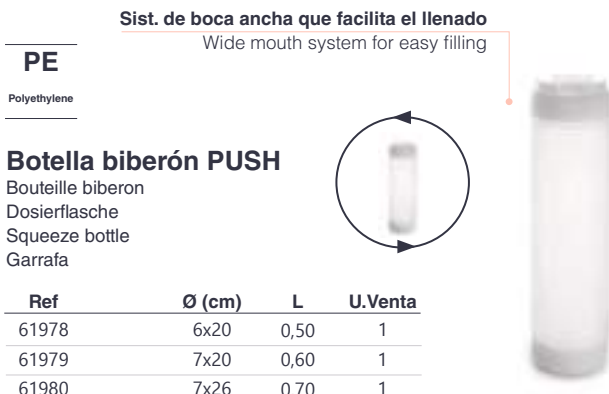 Sist. de boca ancha que facilita el llenado
Wide mouth system for easy filling
PE
Polyethylene
Botella biberón PUSH
Bouteille biberon
Dosierflasche
Squeeze bottle
Garrafa
Ref Ø (cm) L U.Venta
61978 6x20 0,50 1
61979 7x20 0,60 1
61980 7x26 0,70 1